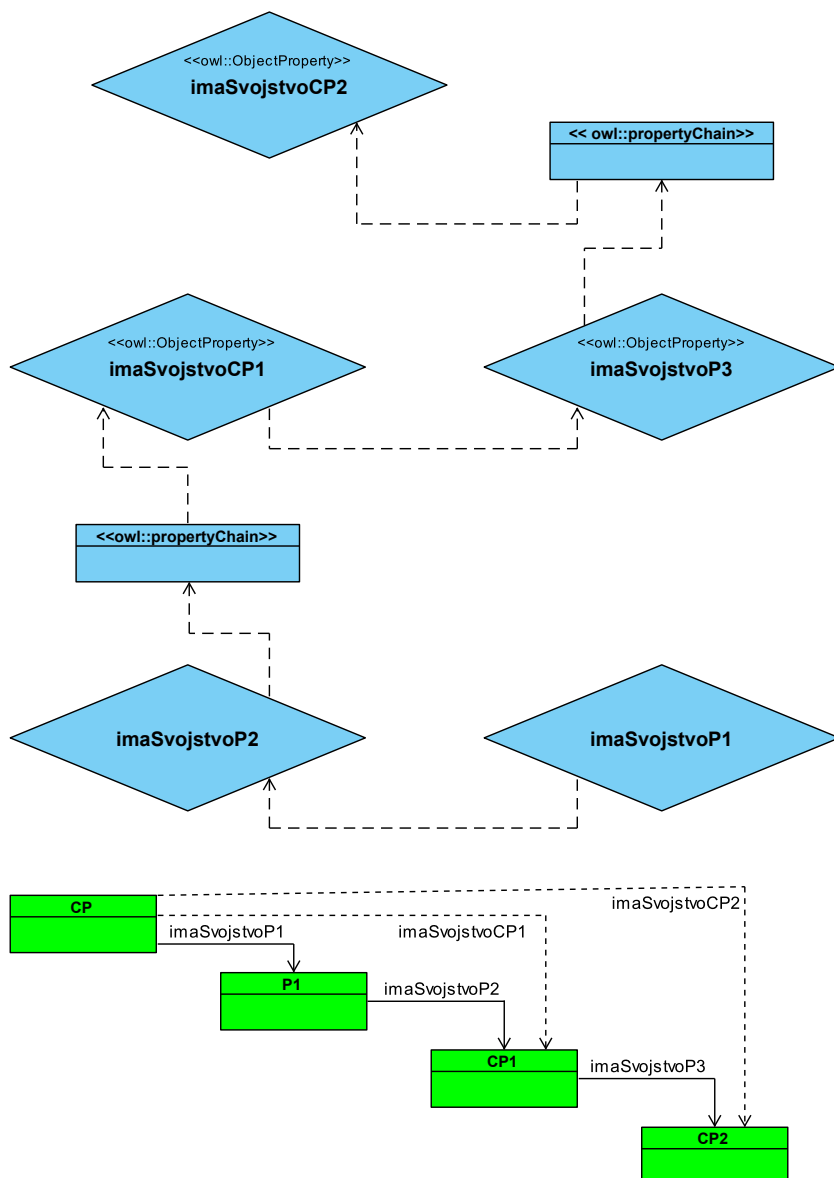 <<owl::ObjectProperty>>
imaSvojstvoCP2
<< owl::propertyChain>>
<<owl::ObjectProperty>>
imaSvojstvoCP1
<<owl::ObjectProperty>>
imaSvojstvoP3
<<owl::propertyChain>>
imaSvojstvoP2
imaSvojstvoP1
CP
imaSvojstvoCP2
imaSvojstvoP1
imaSvojstvoCP1
P1
imaSvojstvoP2
CP1
imaSvojstvoP3
CP2